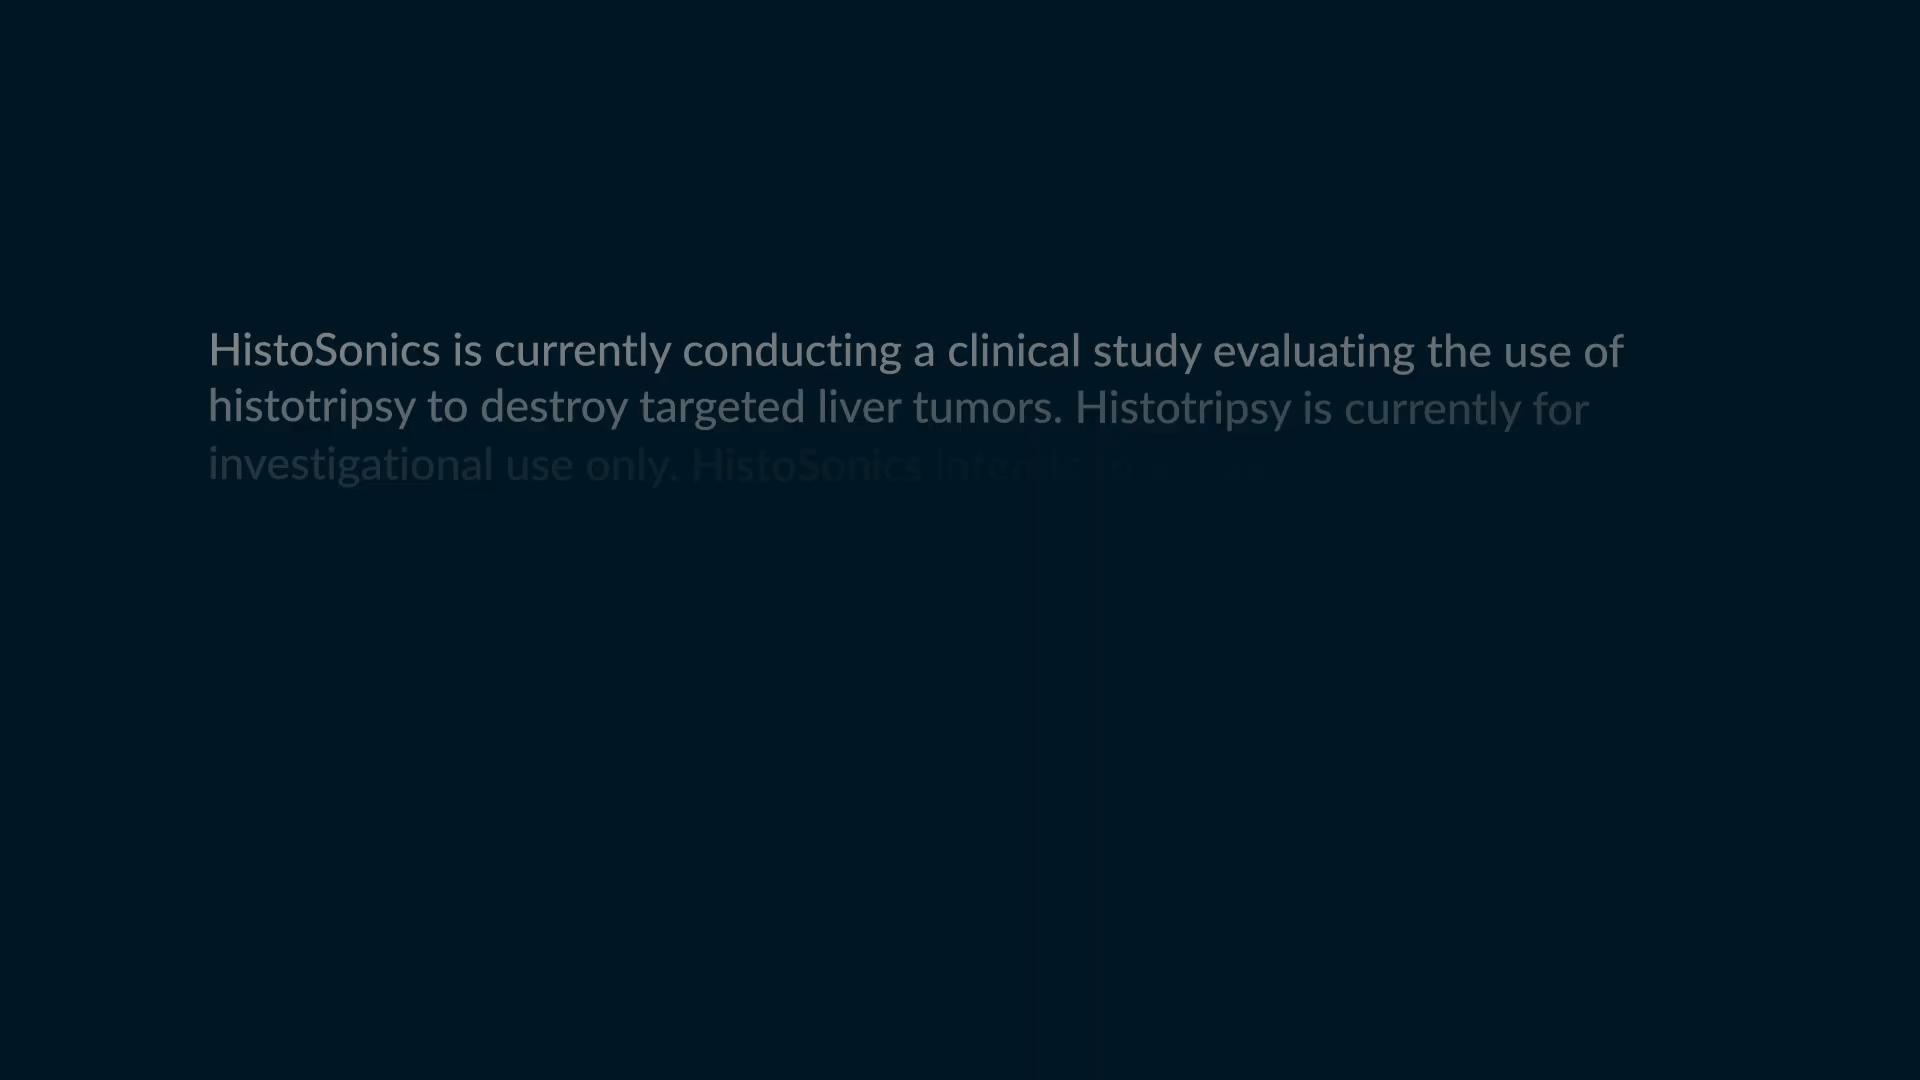 HistoSonics is currently conducting a clinical study evaluating the use of
histotripsy to destroy targeted liver tumors. Histotripsy is currently for
investigational use only. HistoSonics